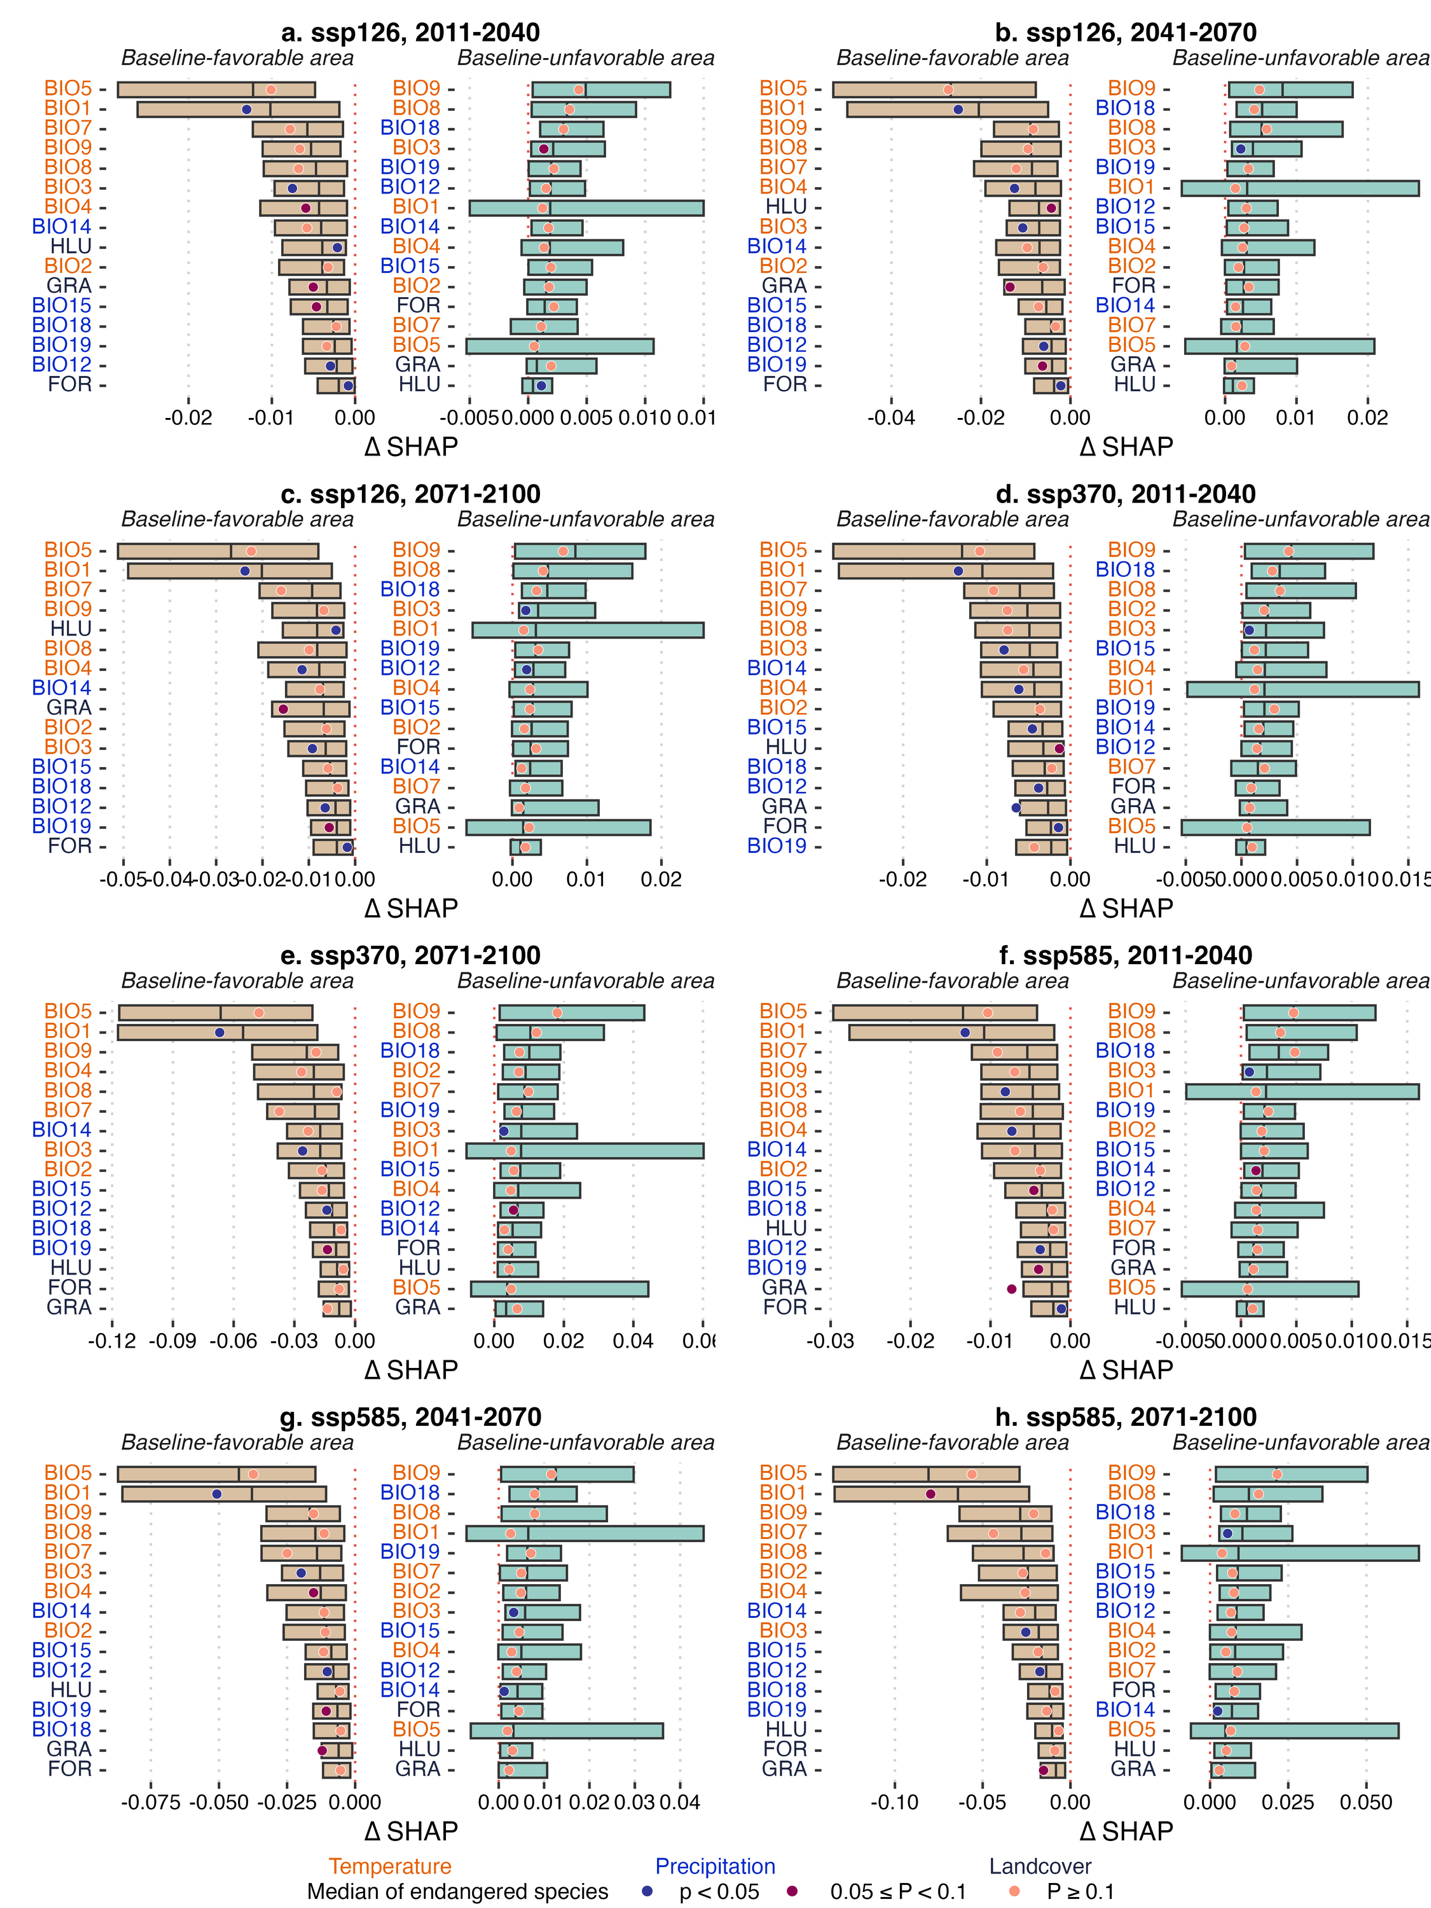 a. ssp126, 2011-2040
Baseline-favorable area
Baseline-unfavorable area
BIO5
BIO1
BIO7
BIO9
BIO8
BIO3
BIO4
BIO14
HLU
BIO2
GRA
BIO15
BIO18
BIO19
BIO12
FOR
-0.02 -0.01 0.00
BIO9
BIO8
BIO18
BIO3
BIO19
BIO12
BIO1
BIO14
BIO4
BIO15
BIO2
FOR
BIO7
BIO5
GRA
HLU
-0.005 0.000 0.005 0.010 0.01
Δ SHAP
b. ssp126, 2041-2070
Baseline-favorable area
Baseline-unfavorable area
BIO5
BIO1
BIO9
BIO8
BIO7
BIO4
HLU
BIO3
BIO14
BIO2
GRA
BIO15
BIO18
BIO12
BIO19
FOR
-0.04 -0.02 0.00
BIO9
BIO18
BIO8
BIO3
BIO19
BIO1
BIO12
BIO15
BIO4
BIO2
FOR
BIO14
BIO7
BIO5
GRA
HLU
0.00 0.01 0.02
Δ SHAP
c. ssp126, 2071-2100
Baseline-favorable area
Baseline-unfavorable area
BIO5
BIO1
BIO7
BIO9
HLU
BIO8
BIO4
BIO14
GRA
BIO2
BIO3
BIO15
BIO18
BIO12
BIO19
FOR
-0.05 -0.04 -0.03 -0.02 -0.01 0.00
BIO9
BIO8
BIO18
BIO3
BIO1
BIO19
BIO12
BIO4
BIO15
BIO2
FOR
BIO14
BIO7
GRA
BIO5
HLU
0.00 0.01 0.02
Δ SHAP
d. ssp370, 2011-2040
Baseline-favorable area
Baseline-unfavorable area
BIO5
BIO1
BIO7
BIO9
BIO8
BIO3
BIO14
BIO4
BIO2
BIO15
HLU
BIO18
BIO12
GRA
FOR
BIO19
-0.02 -0.01 0.00
BIO9
BIO18
BIO8
BIO2
BIO3
BIO15
BIO4
BIO1
BIO19
BIO14
BIO12
BIO7
FOR
GRA
BIO5
HLU
-0.005 0.000 0.005 0.010 0.015
Δ SHAP
e. ssp370, 2071-2100
Baseline-favorable area
Baseline-unfavorable area
BIO5
BIO1
BIO9
BIO4
BIO8
BIO7
BIO14
BIO3
BIO2
BIO15
BIO12
BIO18
BIO19
HLU
FOR
GRA
-0.12 -0.09 -0.06 -0.03 0.00
BIO9
BIO8
BIO18
BIO2
BIO7
BIO19
BIO3
BIO1
BIO15
BIO4
BIO12
BIO14
FOR
HLU
BIO5
GRA
0.00 0.02 0.04
Δ SHAP
f. ssp585, 2011-2040
Baseline-favorable area
Baseline-unfavorable area
BIO5
BIO1
BIO7
BIO9
BIO3
BIO8
BIO4
BIO14
BIO2
BIO15
BIO18
HLU
BIO12
BIO19
GRA
FOR
-0.03 -0.02 -0.01 0.00
BIO9
BIO8
BIO18
BIO3
BIO1
BIO19
BIO2
BIO15
BIO14
BIO12
BIO4
BIO7
FOR
GRA
BIO5
HLU
-0.005 0.000 0.005 0.010 0.015
Δ SHAP
g. ssp585, 2041-2070
Baseline-favorable area
Baseline-unfavorable area
BIO5
BIO1
BIO9
BIO8
BIO7
BIO3
BIO4
BIO14
BIO2
BIO15
BIO12
HLU
BIO19
BIO18
GRA
FOR
-0.075 -0.050 -0.025 0.000
BIO9
BIO18
BIO8
BIO1
BIO19
BIO7
BIO2
BIO3
BIO15
BIO4
BIO12
BIO14
FOR
BIO5
HLU
GRA
0.00 0.01 0.02 0.03 0.04
Δ SHAP
h. ssp585, 2071-2100
Baseline-favorable area
Baseline-unfavorable area
BIO5
BIO1
BIO9
BIO7
BIO8
BIO2
BIO4
BIO14
BIO3
BIO15
BIO12
BIO18
BIO19
HLU
FOR
GRA
-0.10 -0.05 0.00
BIO9
BIO8
BIO18
BIO3
BIO1
BIO15
BIO19
BIO12
BIO4
BIO2
BIO7
FOR
BIO14
BIO5
HLU
GRA
0.000 0.025 0.050
Δ SHAP
Temperature Precipitation Landcover
Median of endangered species p < 0.05 0.05 ≤ P < 0.1 P ≥ 0.1